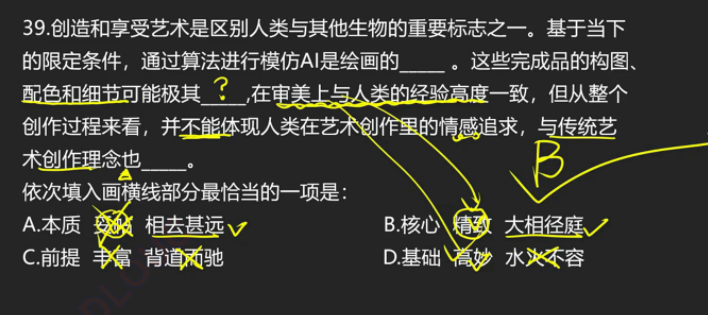 39.创造和享受艺术是区别人类与其他生物的重要标志之一。基于当下
的限定条件，通过算法进行模仿AI是绘画的_____ 。这些完成品的构图、
配色和细节可能极其_____,在审美上与人类的经验高度一致，但从整个
?
创作过程来看，并不能体现人类在艺术创作里的情感追求，与传统艺
术创作理念也_____。
B
依次填入画横线部分最恰当的一项是：
A.本质 妥帖 相去甚远 B.核心 精致 大相径庭
C.前提 丰富 背道而驰 D.基础 高妙 水火不容